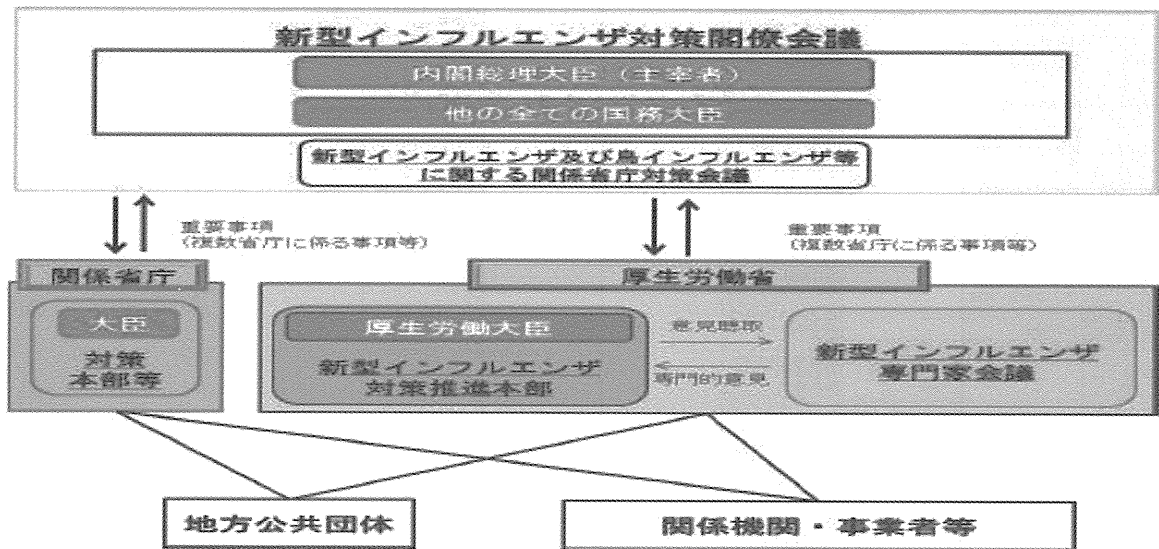 新型インフルエンザ対策閣僚会議
内閣総理大臣（主宰者）
他の全ての国務大臣
新型インフルエンザ及び鳥インフルエンザ等
に関する関係省庁対策会議
重要事項
（複数省庁に係る事項等）
重要事項
（複数省庁に係る事項等）
関係省庁
大臣
対策
本部等
厚生労働省
厚生労働大臣
新型インフルエンザ
対策推進本部
意見聴取
専門的意見
新型インフルエンザ
専門家会議
地方公共団体
関係機関・事業者等